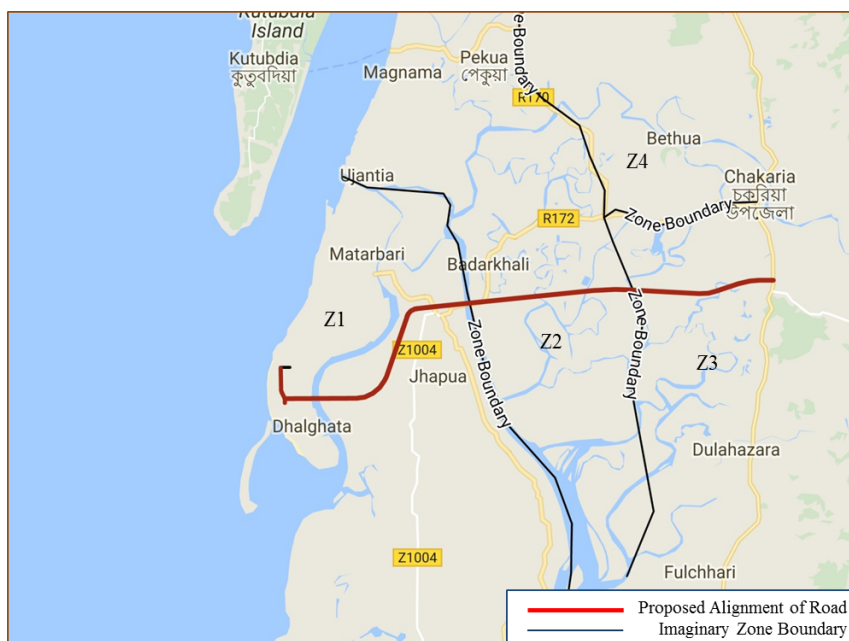 Kutubdia
Island
Kutubdia
কুতুবদিয়া
Magnama
Pekua
পেকুয়া
Zone Boundary
R170
Bethua
Z4
Chakaria
চকরিয়া
উপজেলা
Zone Boundary
Ujantia
R172
Matarbari
Badarkhali
Z1
Z2
Z3
Z1004
Zone Boundary
Zone Boundary
Jhapua
Dhalghata
Dulahazara
Z1004
Fulchhari
Proposed Alignment of Road
Imaginary Zone Boundary